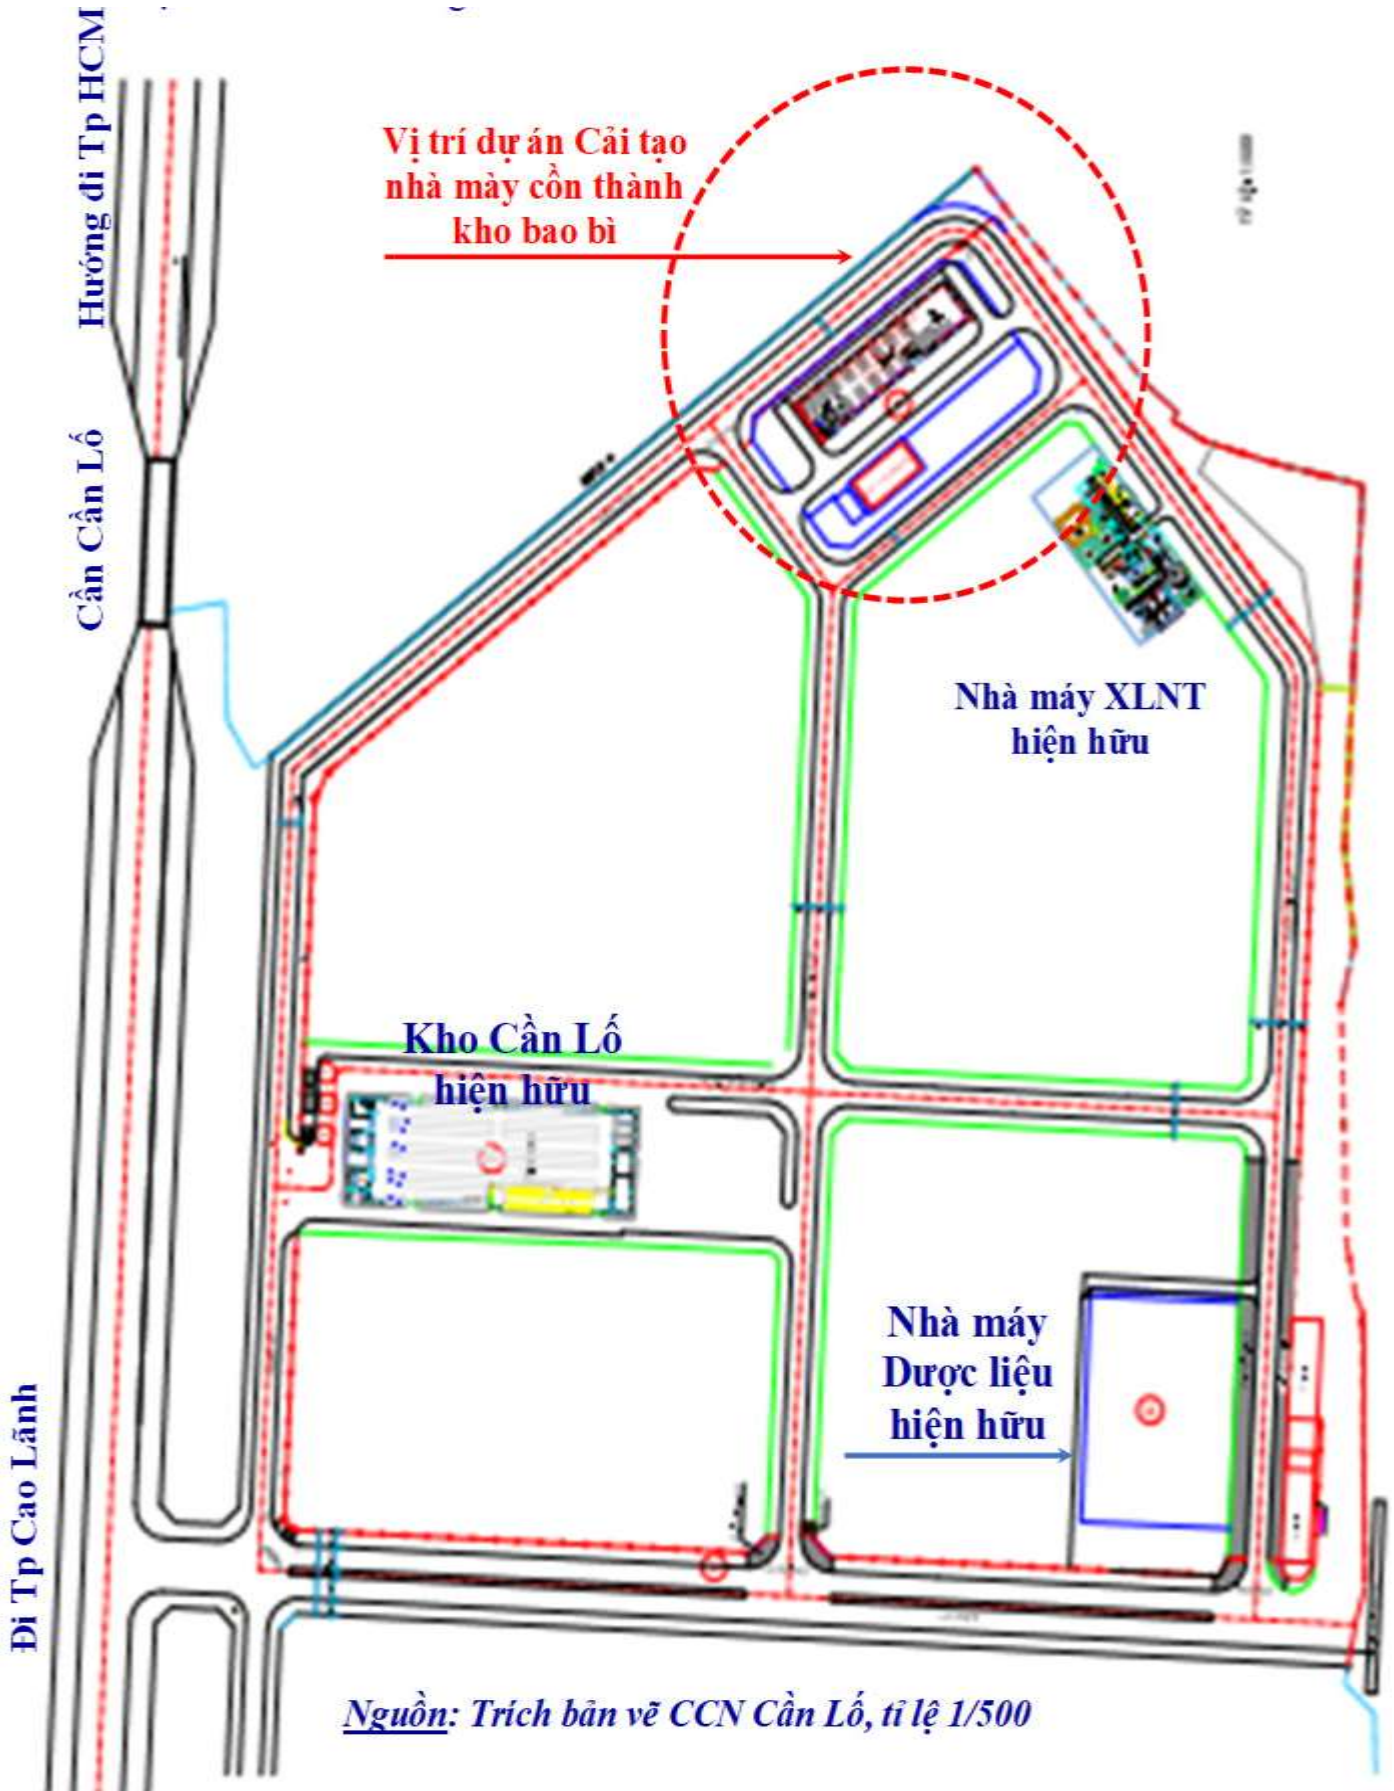 Hướng đi Tp HCM
Vị trí dự án Cải tạo
nhà mày cồn thành
kho bao bì
Cần Cần Lố
Nhà máy XLNT
hiện hữu
Kho Cần Lố
hiện hữu
Nhà máy
Dược liệu
hiện hữu
Đi Tp Cao Lãnh
Nguồn: Trích bản vẽ CCN Cần Lố, tỉ lệ 1/500